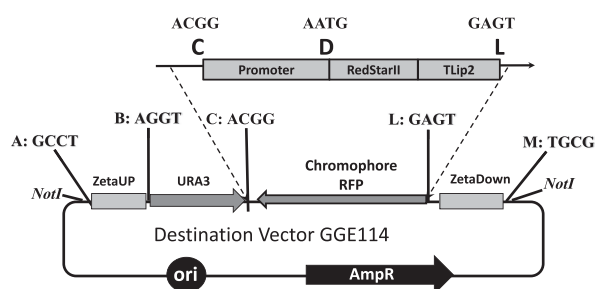 ACGG AATG GAGT
C D L
Promoter RedStarII TLip2
A: GCCT B: AGGT C: ACGG L: GAGT M: TGCG
NotI ZetaUP URA3 Chromophore RFP ZetaDown NotI
Destination Vector GGE114
ori AmpR